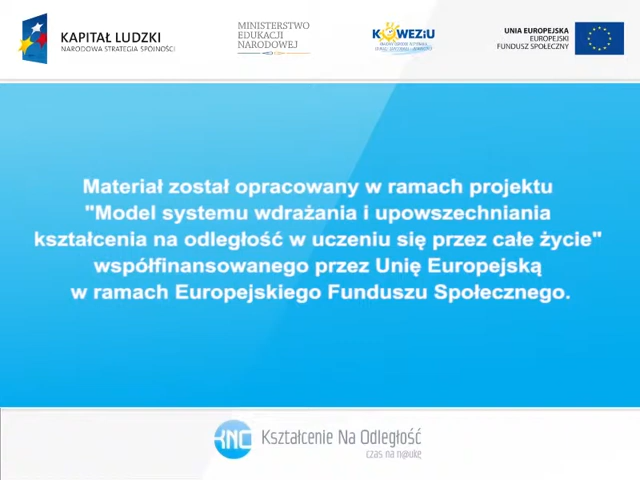 KAPITAŁ LUDZKI
NARODOWA STRATEGIA SPÓJNOŚCI
MINISTERSTWO
EDUKACJI
NARODOWEJ
KOWEZiU
UNIA EUROPEJSKA
EUROPEJSKI
FUNDUSZ SPOŁECZNY
Materiał został opracowany w ramach projektu
"Model systemu wdrażania i upowszechniania
kształcenia na odległość w uczeniu się przez całe życie"
współfinansowanego przez Unię Europejską
w ramach Europejskiego Funduszu Społecznego.
KNO Kształcenie Na Odległość
czas na n@ukę